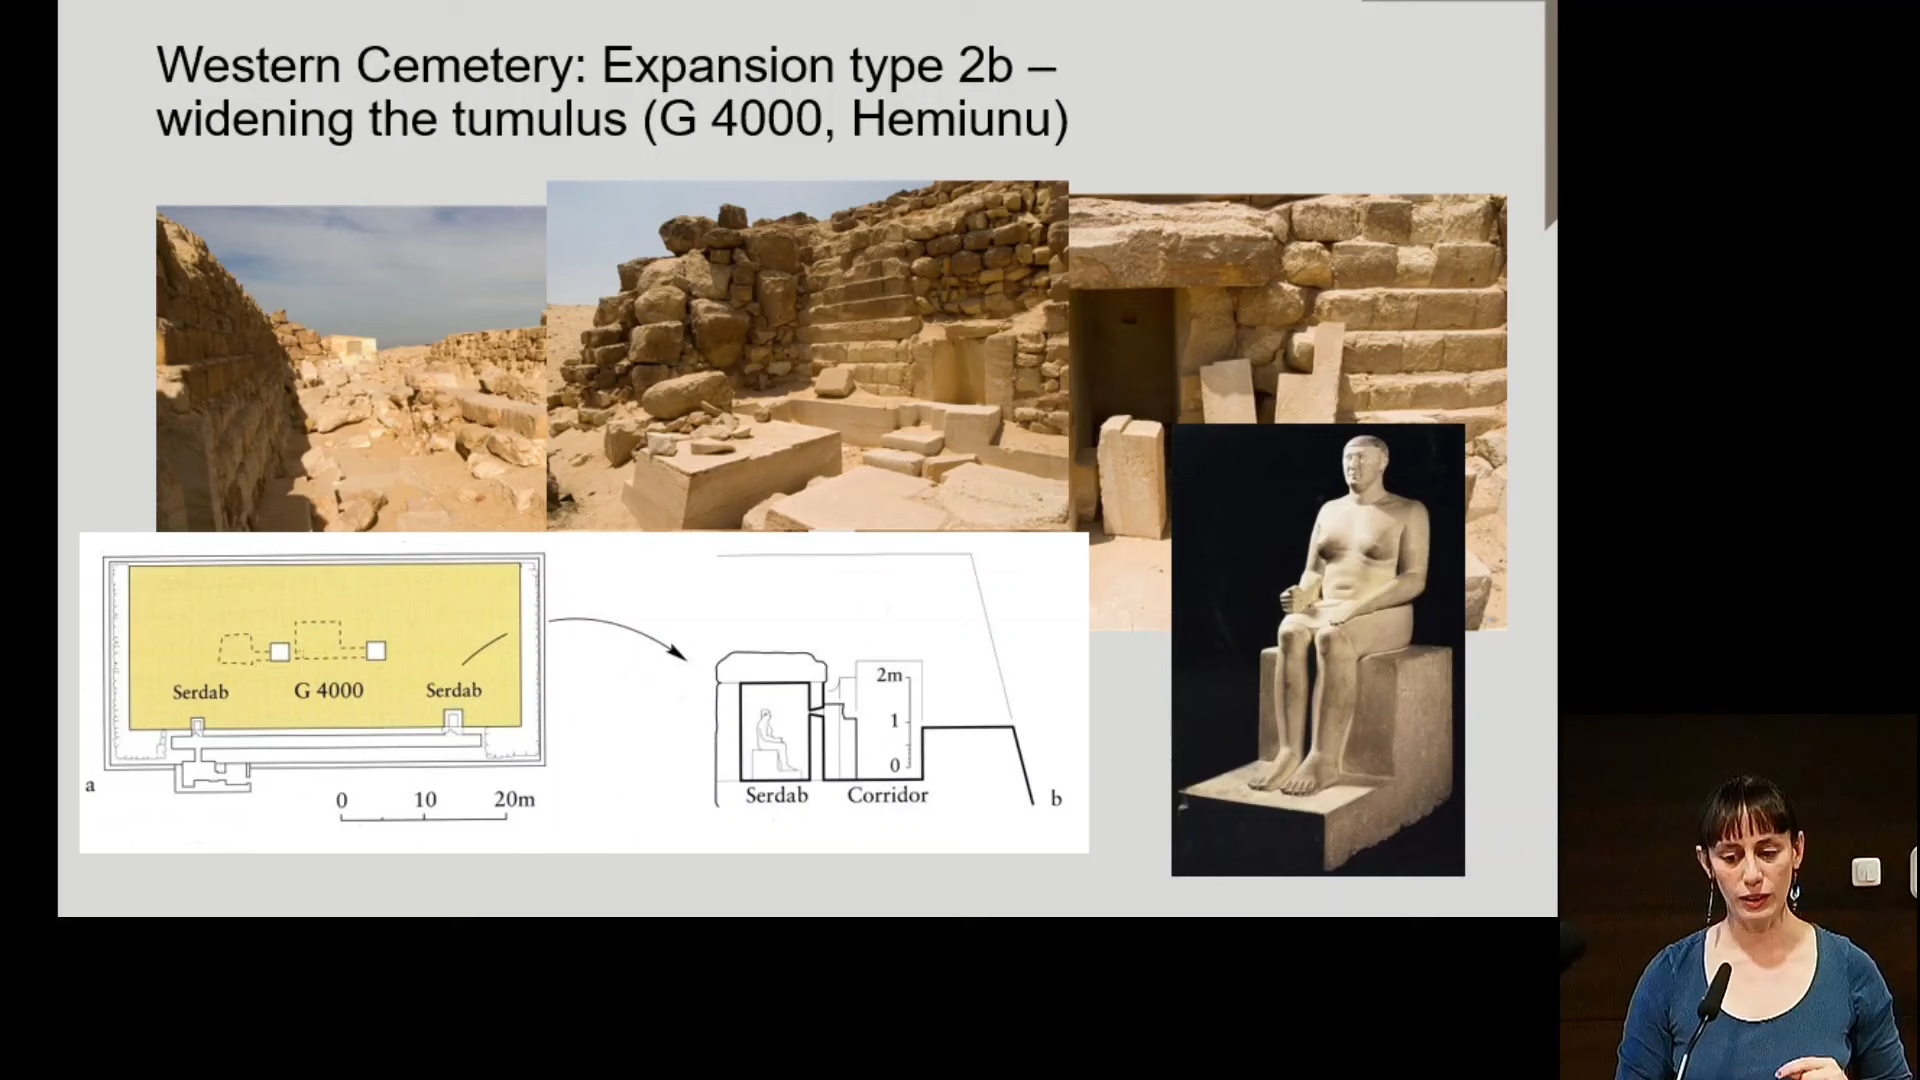 Western Cemetery: Expansion type 2b –
widening the tumulus (G 4000, Hemiunu)
Serdab
G 4000
Serdab
a
0 10 20m
2m
1
0
Serdab
Corridor
b